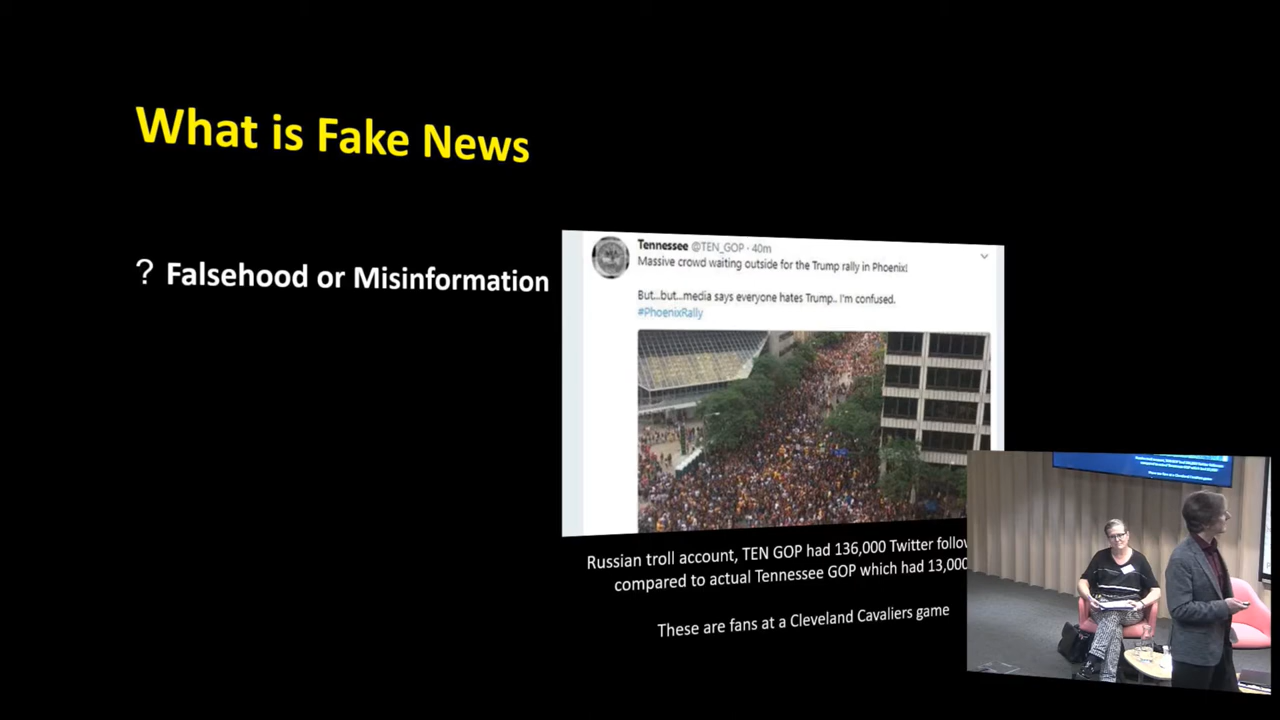 What is Fake News
? Falsehood or Misinformation
Tennessee @TEN_GOP · 40m
Massive crowd waiting outside for the Trump rally in Phoenix!
But...but...media says everyone hates Trump.. I'm confused.
#PhoenixRally
Russian troll account, TEN GOP had 136,000 Twitter follow
compared to actual Tennessee GOP which had 13,000
These are fans at a Cleveland Cavaliers game